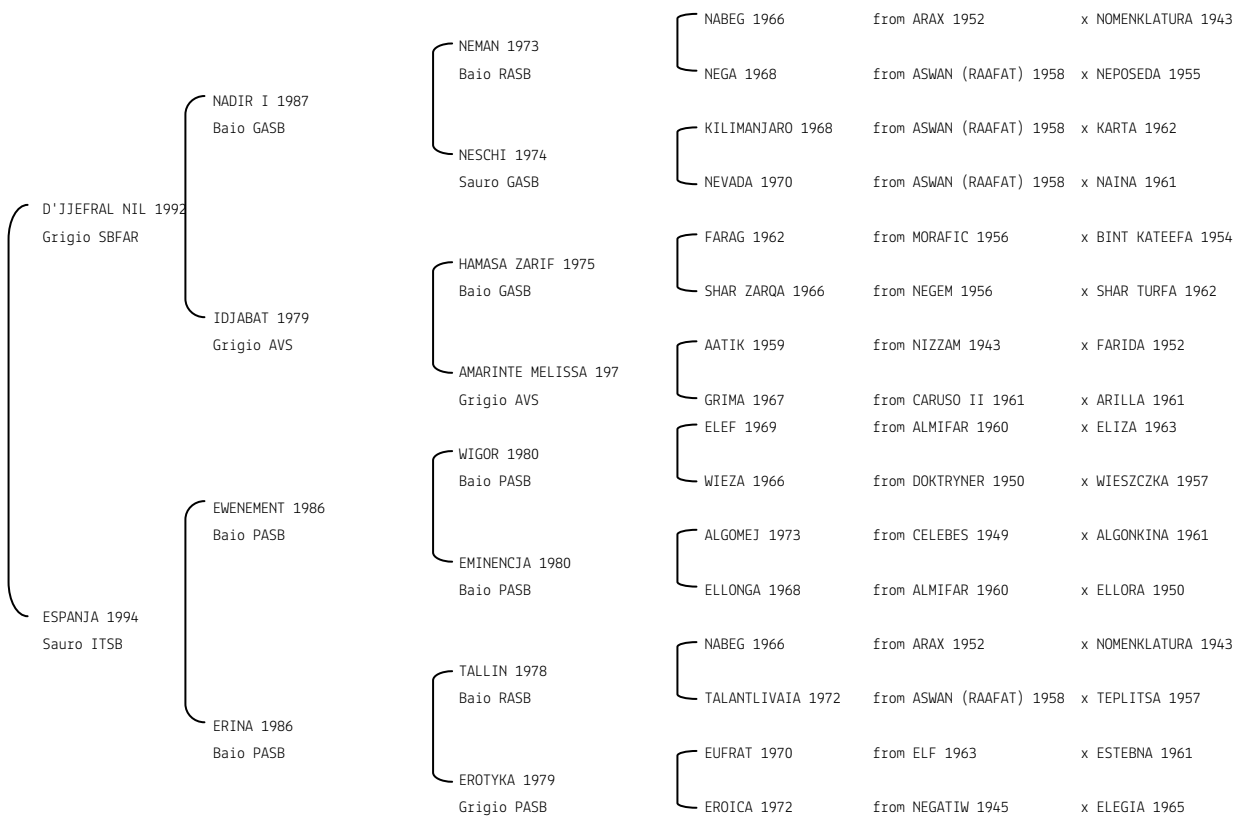 NABEG 1966 from ARAX 1952 x NOMENKLATURA 1943
NEMAN 1973
Baio RASB NEGA 1968 from ASWAN (RAAFAT) 1958 x NEPOSEDA 1955
NADIR I 1987
Baio GASB KILIMANJARO 1968 from ASWAN (RAAFAT) 1958 x KARTA 1962
NESCHI 1974
Sauro GASB NEVADA 1970 from ASWAN (RAAFAT) 1958 x NAINA 1961
D'JJEFRAL NIL 1992
Grigio SBFAR FARAG 1962 from MORAFIC 1956 x BINT KATEEFA 1954
HAMASA ZARIF 1975
Baio GASB SHAR ZARQA 1966 from NEGEM 1956 x SHAR TURFA 1962
IDJABAT 1979
Grigio AVS AATIK 1959 from NIZZAM 1943 x FARIDA 1952
AMARINTE MELISSA 197
Grigio AVS GRIMA 1967 from CARUSO II 1961 x ARILLA 1961
ELEF 1969 from ALMIFAR 1960 x ELIZA 1963
WIGOR 1980
Baio PASB WIEZA 1966 from DOKTRYNER 1950 x WIESZCZKA 1957
EWENEMENT 1986
Baio PASB ALGOMEJ 1973 from CELEBES 1949 x ALGONKINA 1961
EMINENCJA 1980
Baio PASB ELLONGA 1968 from ALMIFAR 1960 x ELLORA 1950
ESPANJA 1994
Sauro ITSB NABEG 1966 from ARAX 1952 x NOMENKLATURA 1943
TALLIN 1978
Baio RASB TALANTLIVAIA 1972 from ASWAN (RAAFAT) 1958 x TEPLITSA 1957
ERINA 1986
Baio PASB EUFRAT 1970 from ELF 1963 x ESTEBNA 1961
EROTYKA 1979
Grigio PASB EROICA 1972 from NEGATIW 1945 x ELEGIA 1965